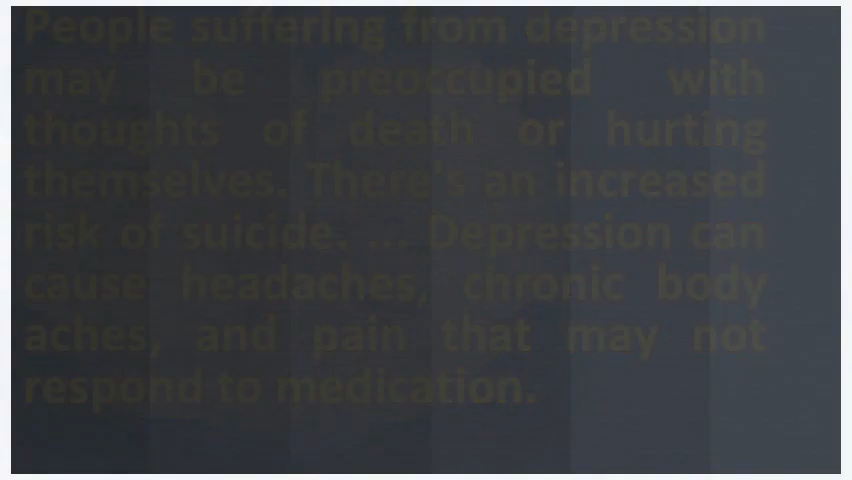 People suffering from depression
may be preoccupied with
thoughts of death or hurting
themselves. There's an increased
risk of suicide. ... Depression can
cause headaches, chronic body
aches, and pain that may not
respond to medication.